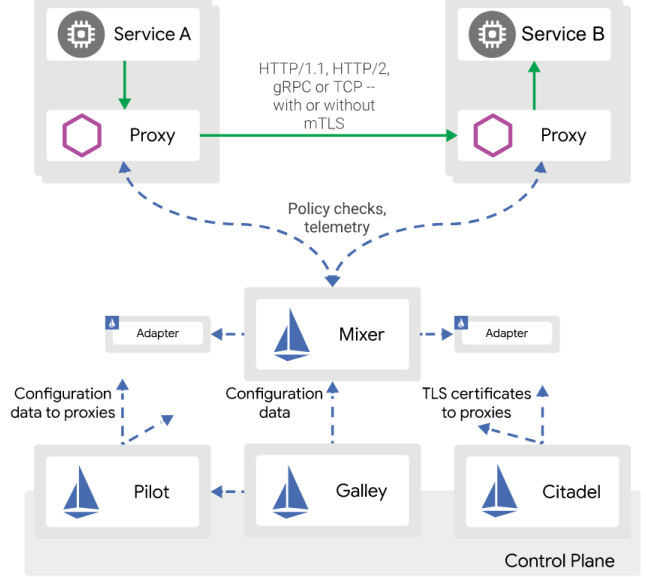 Service A
Service B
HTTP/1.1, HTTP/2,
gRPC or TCP --
with or without
mTLS
Proxy
Proxy
Policy checks,
telemetry
Mixer
Adapter
Adapter
Configuration
data to proxies
Configuration
data
TLS certificates
to proxies
Pilot
Galley
Citadel
Control Plane